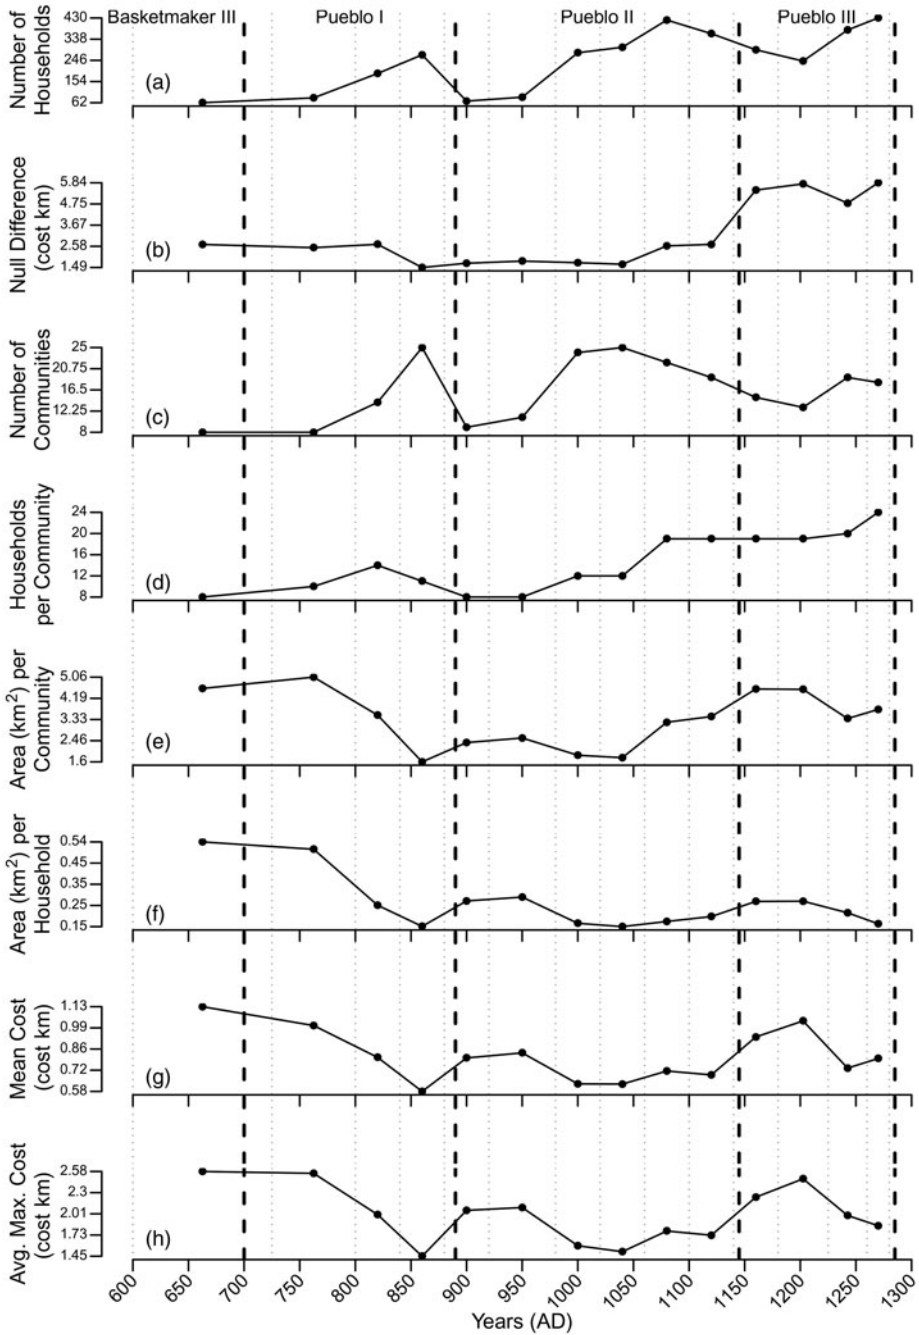 Basketmaker III Pueblo I Pueblo II Pueblo III
Number of
Households
430
338
246
154
62
(a)
Null Difference
(cost km)
5.84
4.75
3.67
2.58
1.49
(b)
Number of
Communities
25
20.75
16.5
12.25
8
(c)
Households
per Community
24
20
16
12
8
(d)
Area (km²) per
Community
5.06
4.19
3.33
2.46
1.6
(e)
Area (km²) per
Household
0.54
0.45
0.35
0.25
0.15
(f)
Mean Cost
(cost km)
1.13
0.99
0.86
0.72
0.58
(g)
Avg. Max. Cost
(cost km)
2.58
2.3
2.01
1.73
1.45
(h)
600 650 700 750 800 850 900 950 1000 1050 1100 1150 1200 1250 1300
Years (AD)